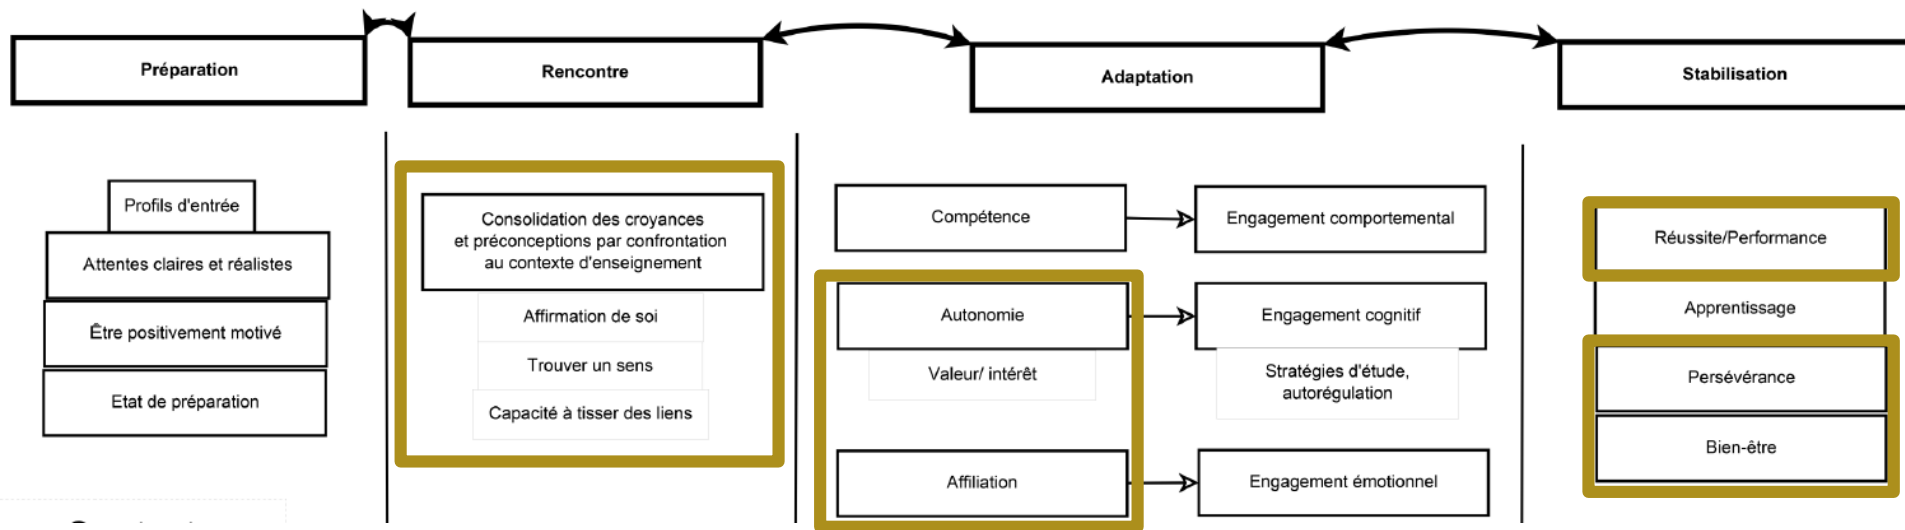 Préparation
Rencontre
Adaptation
Stabilisation
Profils d'entrée
Attentes claires et réalistes
Être positivement motivé
Etat de préparation
Consolidation des croyances
et préconceptions par confrontation
au contexte d'enseignement
Affirmation de soi
Trouver un sens
Capacité à tisser des liens
Compétence
Engagement comportemental
Autonomie
Engagement cognitif
Valeur/ intérêt
Stratégies d'étude,
autorégulation
Affiliation
Engagement émotionnel
Réussite/Performance
Apprentissage
Persévérance
Bien-être